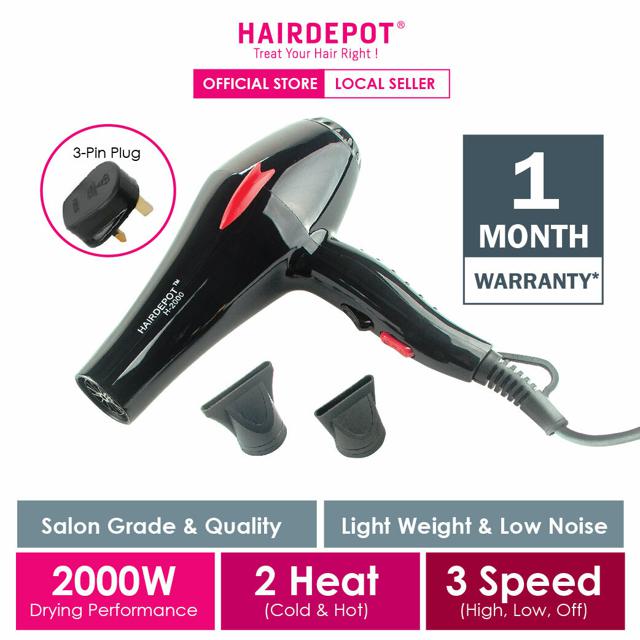 HAIRDEPOT®
Treat Your Hair Right !
OFFICIAL STORE LOCAL SELLER
3-Pin Plug
1
MONTH
WARRANTY*
HAIRDEPOT™
H-2000
Salon Grade & Quality
Light Weight & Low Noise
2000W
Drying Performance
2 Heat
(Cold & Hot)
3 Speed
(High, Low, Off)